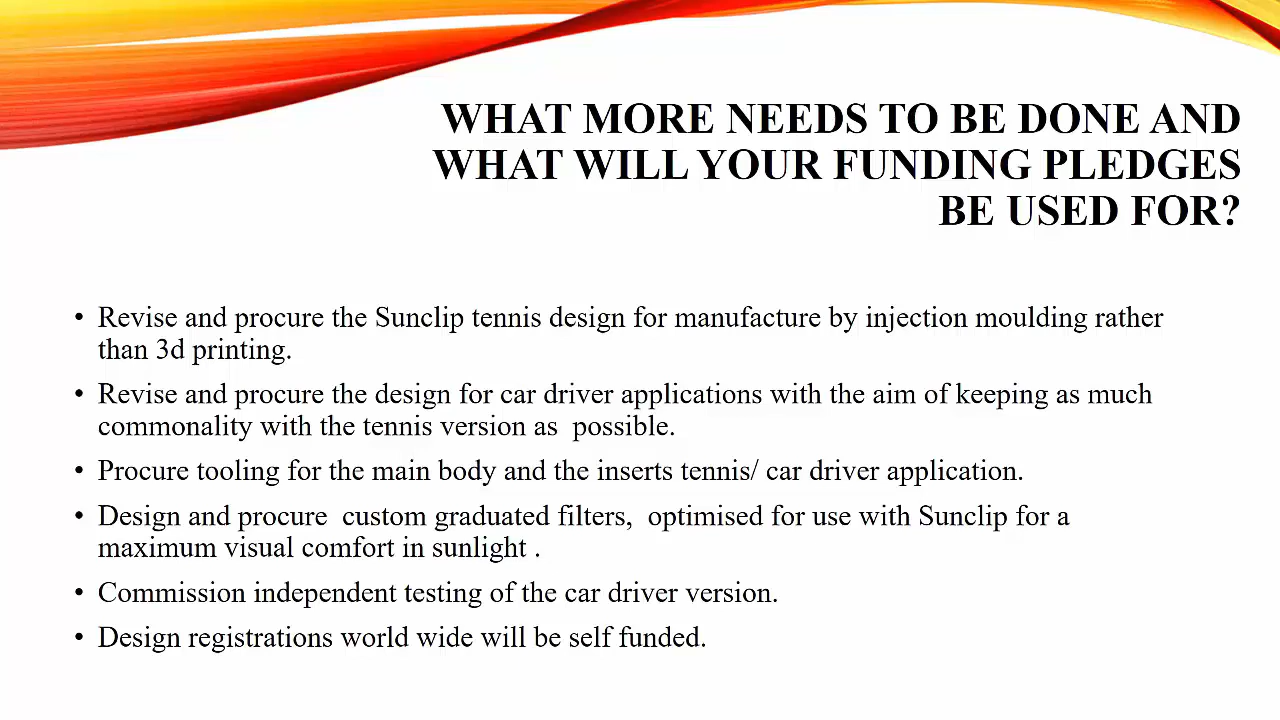 WHAT MORE NEEDS TO BE DONE AND
WHAT WILL YOUR FUNDING PLEDGES
BE USED FOR?
• Revise and procure the Sunclip tennis design for manufacture by injection moulding rather
than 3d printing.
• Revise and procure the design for car driver applications with the aim of keeping as much
commonality with the tennis version as  possible.
• Procure tooling for the main body and the inserts tennis/ car driver application.
• Design and procure  custom graduated filters,  optimised for use with Sunclip for a
maximum visual comfort in sunlight .
• Commission independent testing of the car driver version.
• Design registrations world wide will be self funded.